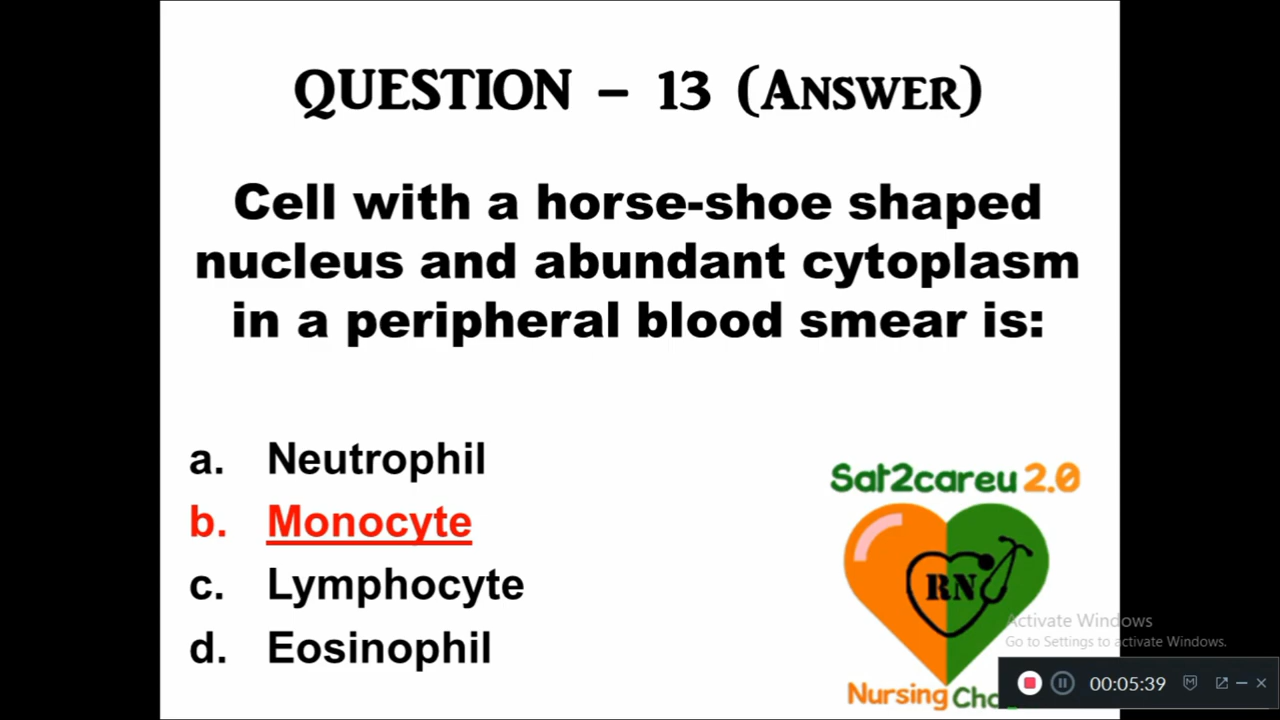 QUESTION – 13 (ANSWER)
Cell with a horse-shoe shaped
nucleus and abundant cytoplasm
in a peripheral blood smear is:
a. Neutrophil
b. Monocyte
c. Lymphocyte
d. Eosinophil
Sat2careu 2.0
RN
Activate Windows
Go to Settings to activate Windows.
00:05:39
Nursing